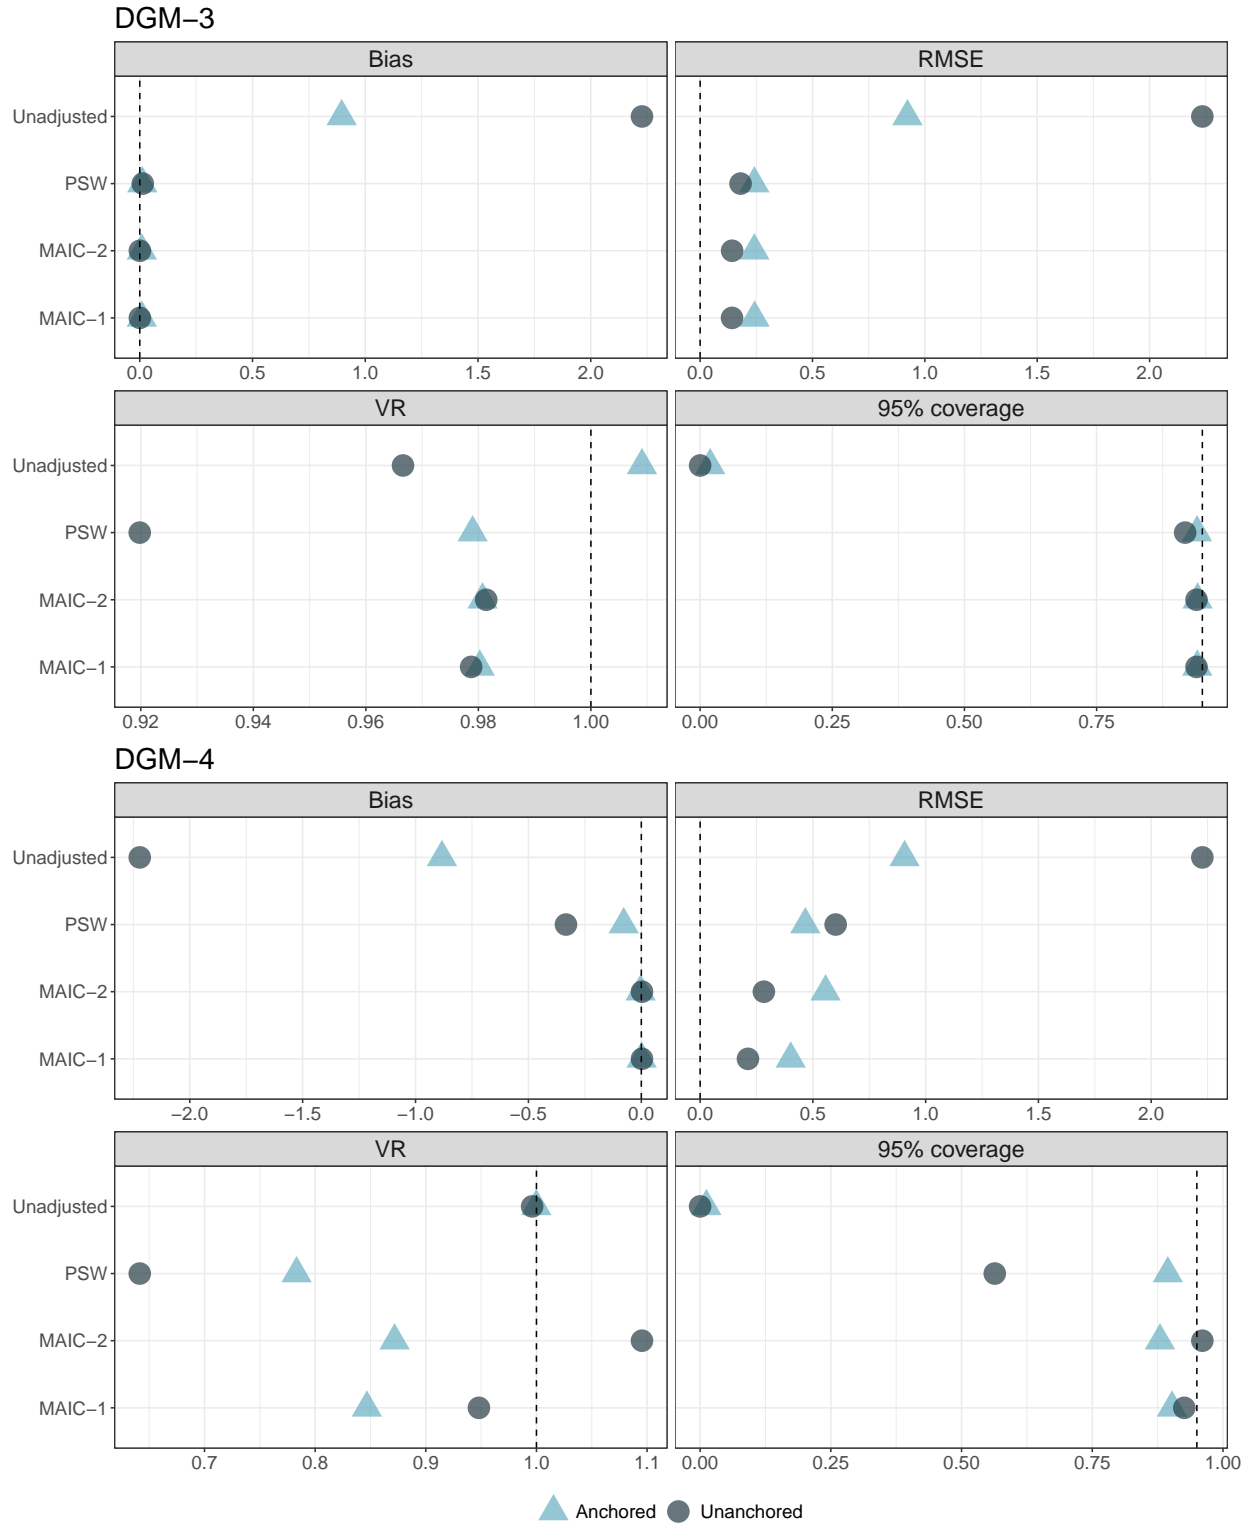 DGM−3
Bias
RMSE
Unadjusted
PSW
MAIC−2
MAIC−1
0.0 0.5 1.0 1.5 2.0
0.0 0.5 1.0 1.5 2.0
VR
95% coverage
Unadjusted
PSW
MAIC−2
MAIC−1
0.92 0.94 0.96 0.98 1.00
0.00 0.25 0.50 0.75
DGM−4
Bias
RMSE
Unadjusted
PSW
MAIC−2
MAIC−1
−2.0 −1.5 −1.0 −0.5 0.0
0.0 0.5 1.0 1.5 2.0
VR
95% coverage
Unadjusted
PSW
MAIC−2
MAIC−1
0.7 0.8 0.9 1.0 1.1
0.00 0.25 0.50 0.75 1.00
Anchored Unanchored